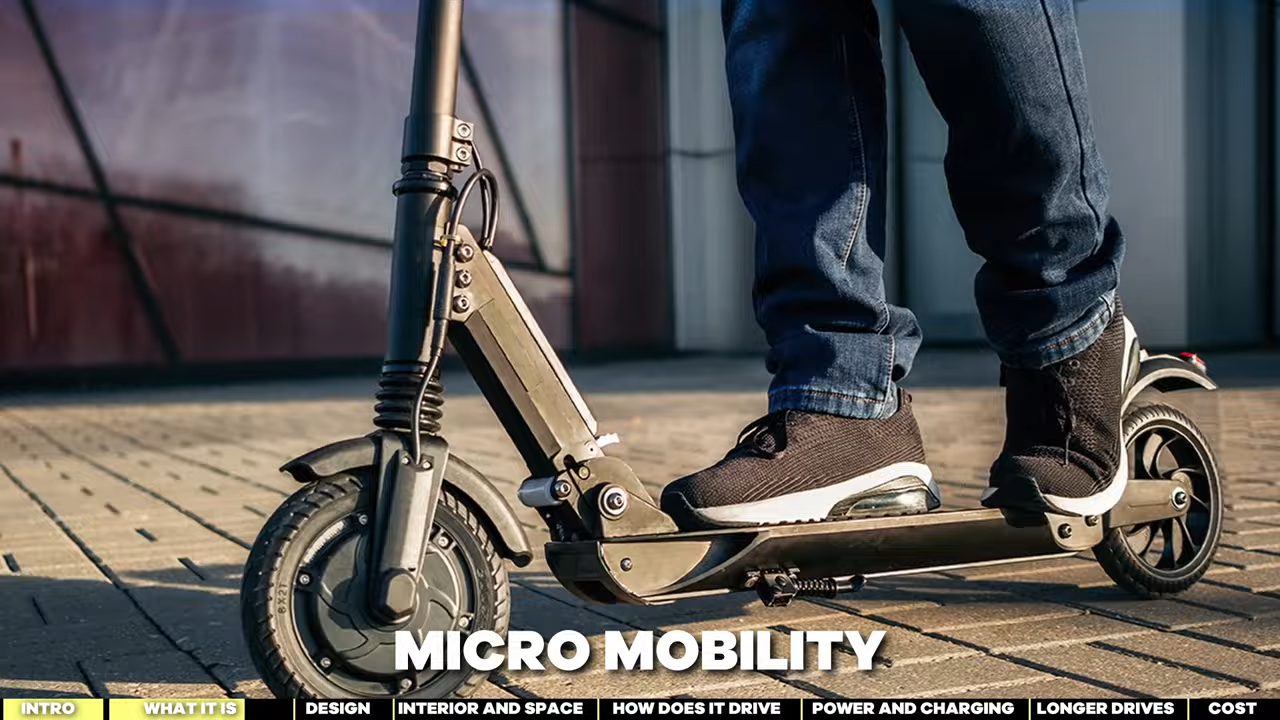 MICRO MOBILITY
INTRO WHAT IT IS DESIGN INTERIOR AND SPACE HOW DOES IT DRIVE POWER AND CHARGING LONGER DRIVES COST